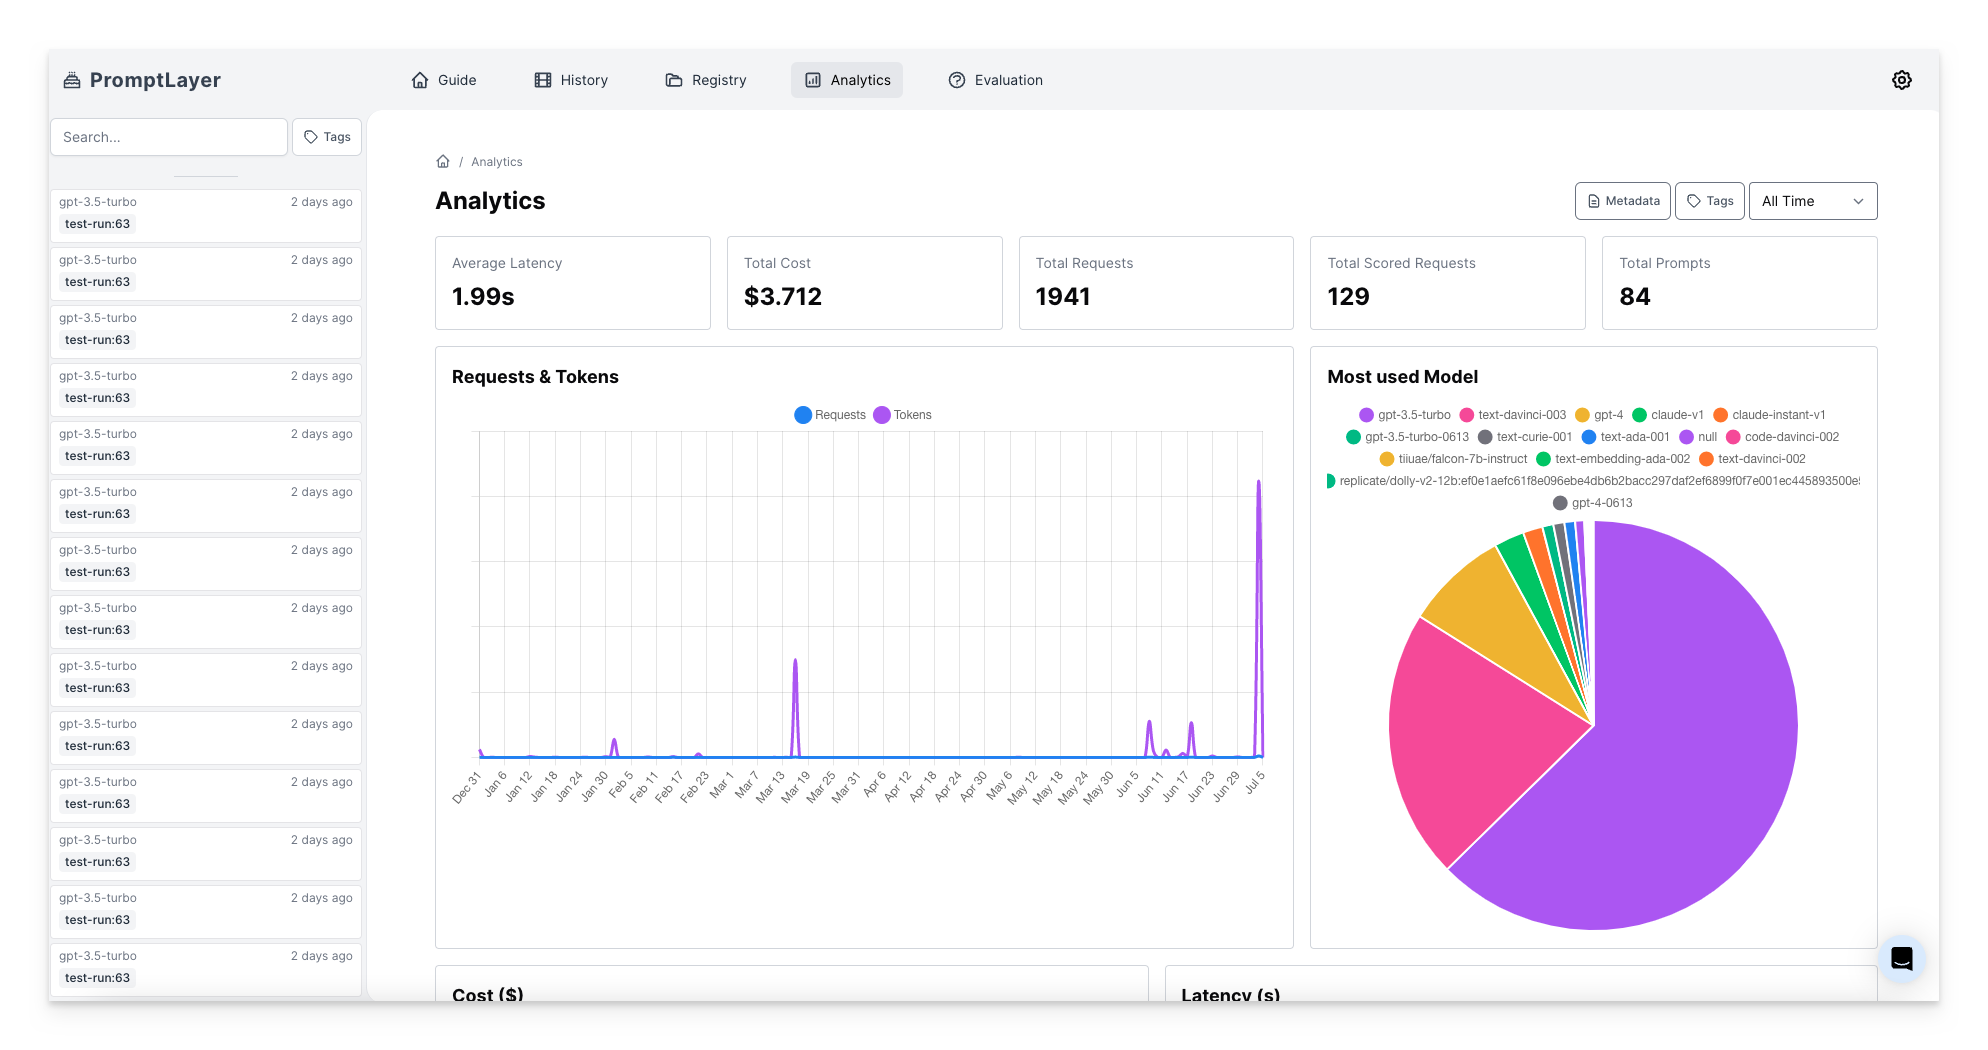 PromptLayer
Guide
History
Registry
Analytics
Evaluation
Search...
Tags
gpt-3.5-turbo 2 days ago
test-run:63
gpt-3.5-turbo 2 days ago
test-run:63
gpt-3.5-turbo 2 days ago
test-run:63
gpt-3.5-turbo 2 days ago
test-run:63
gpt-3.5-turbo 2 days ago
test-run:63
gpt-3.5-turbo 2 days ago
test-run:63
gpt-3.5-turbo 2 days ago
test-run:63
gpt-3.5-turbo 2 days ago
test-run:63
gpt-3.5-turbo 2 days ago
test-run:63
gpt-3.5-turbo 2 days ago
test-run:63
gpt-3.5-turbo 2 days ago
test-run:63
gpt-3.5-turbo 2 days ago
test-run:63
gpt-3.5-turbo 2 days ago
test-run:63
gpt-3.5-turbo 2 days ago
test-run:63
/ Analytics
Analytics
Metadata
Tags
All Time
Average Latency
1.99s
Total Cost
$3.712
Total Requests
1941
Total Scored Requests
129
Total Prompts
84
Requests & Tokens
Requests Tokens
Dec 31
Jan 6
Jan 12
Jan 18
Jan 24
Jan 30
Feb 5
Feb 11
Feb 17
Feb 23
Mar 1
Mar 7
Mar 13
Mar 19
Mar 25
Mar 31
Apr 6
Apr 12
Apr 18
Apr 24
Apr 30
May 6
May 12
May 18
May 24
May 30
Jun 5
Jun 11
Jun 17
Jun 23
Jun 29
Jul 5
Most used Model
gpt-3.5-turbo text-davinci-003 gpt-4 claude-v1 claude-instant-v1
gpt-3.5-turbo-0613 text-curie-001 text-ada-001 null code-davinci-002
tiiuae/falcon-7b-instruct text-embedding-ada-002 text-davinci-002
replicate/dolly-v2-12b:ef0e1aefc61f8e096ebe4db6b2bacc297daf2ef6899f0f7e001ec445893500e
gpt-4-0613
Cost ($)
Latency (s)